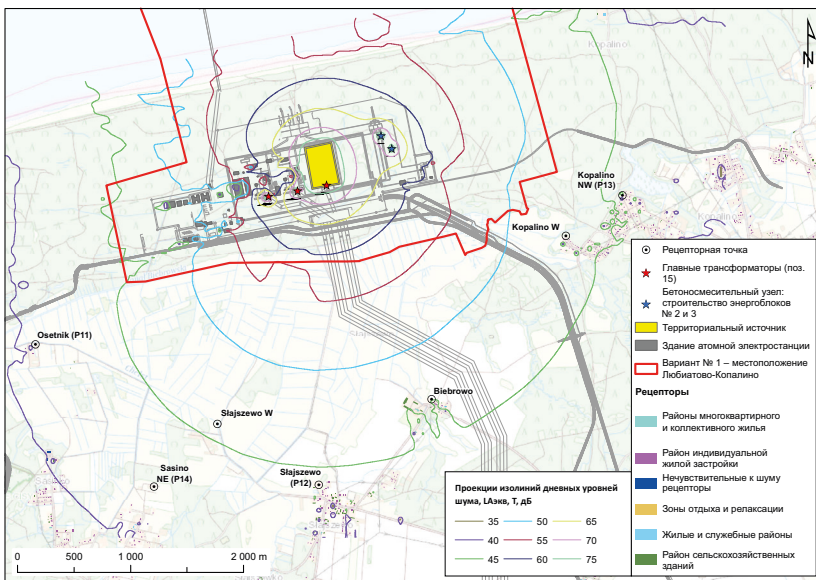 Kopalino
N
Kopalino
NW (P13)
Kopalino W
Osetnik (P11)
Biebrowo
Słajszewo W
Sasino
NE (P14)
Słajszewo
(P12)
Рецепторная точка
Главные трансформаторы (поз.
15)
Бетоносмесительный узел:
строительство энергоблоков
№ 2 и 3
Территориальный источник
Здание атомной электростанции
Вариант № 1 – местоположение
Любиатово-Копалино
Рецепторы
Районы многоквартирного
и коллективного жилья
Район индивидуальной
жилой застройки
Нечувствительные к шуму
рецепторы
Зоны отдыха и релаксации
Жилые и служебные районы
Район сельскохозяйственных
зданий
Проекции изолиний дневных уровней
шума, LАэкв, Т, дБ
35 50 65
40 55 70
45 60 75
0 500 1 000 2 000 m